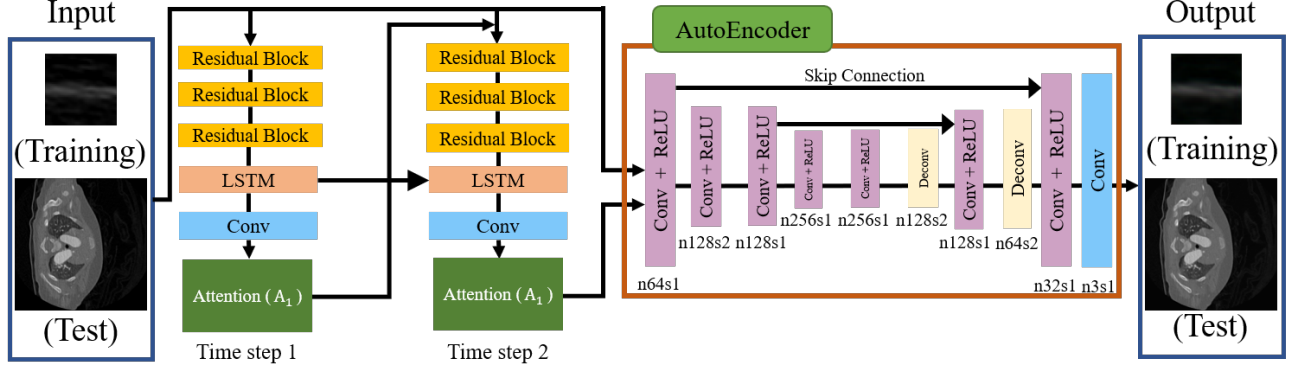 Input
(Training)
(Test)
Residual Block
Residual Block
Residual Block
LSTM
Conv
Attention ( A₁ )
Time step 1
Residual Block
Residual Block
Residual Block
LSTM
Conv
Attention ( A₁ )
Time step 2
AutoEncoder
Skip Connection
Conv + ReLU
n64s1
Conv + ReLU
n128s2
Conv + ReLU
n128s1
Conv + ReLU
n256s1
Conv + ReLU
n256s1
Deconv
n128s2
Conv + ReLU
n128s1
Deconv
n64s2
Conv + ReLU
n32s1
Conv
n3s1
Output
(Training)
(Test)